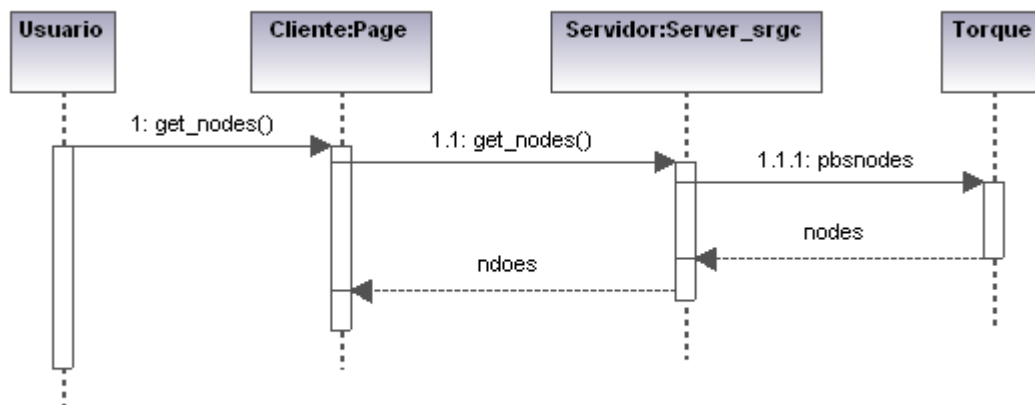 Usuario
Cliente:Page
Servidor:Server_srgc
Torque
1: get_nodes()
1.1: get_nodes()
1.1.1: pbsnodes
nodes
ndoes